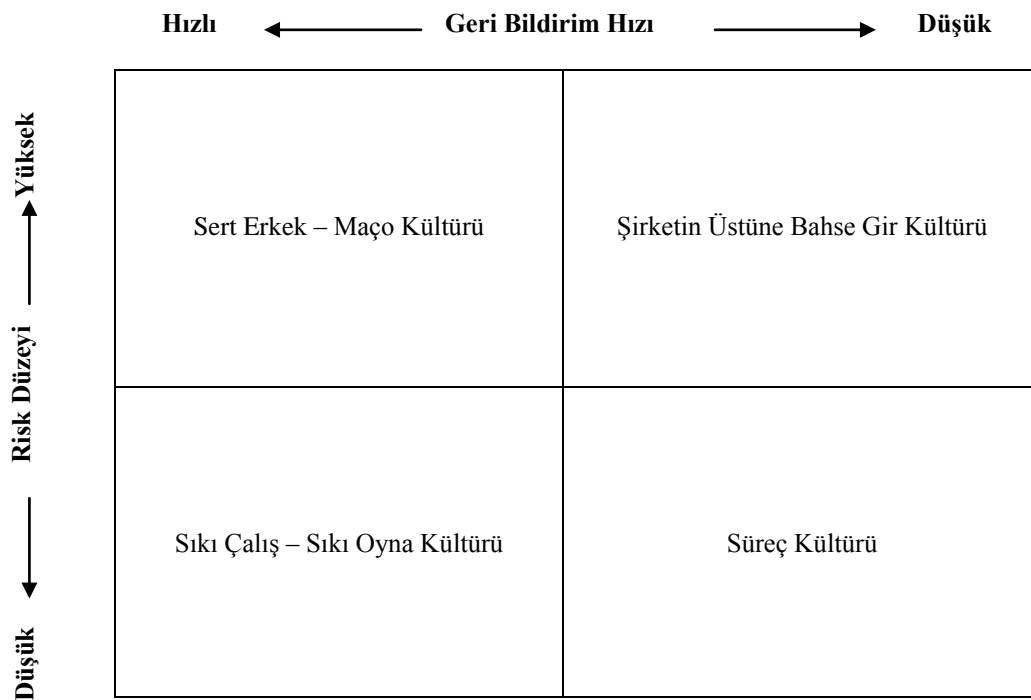 Hızlı Geri Bildirim Hızı Düşük
Yüksek
Sert Erkek – Maço Kültürü
Şirketin Üstüne Bahse Gir Kültürü
Risk Düzeyi
Sıkı Çalış – Sıkı Oyna Kültürü
Süreç Kültürü
Düşük